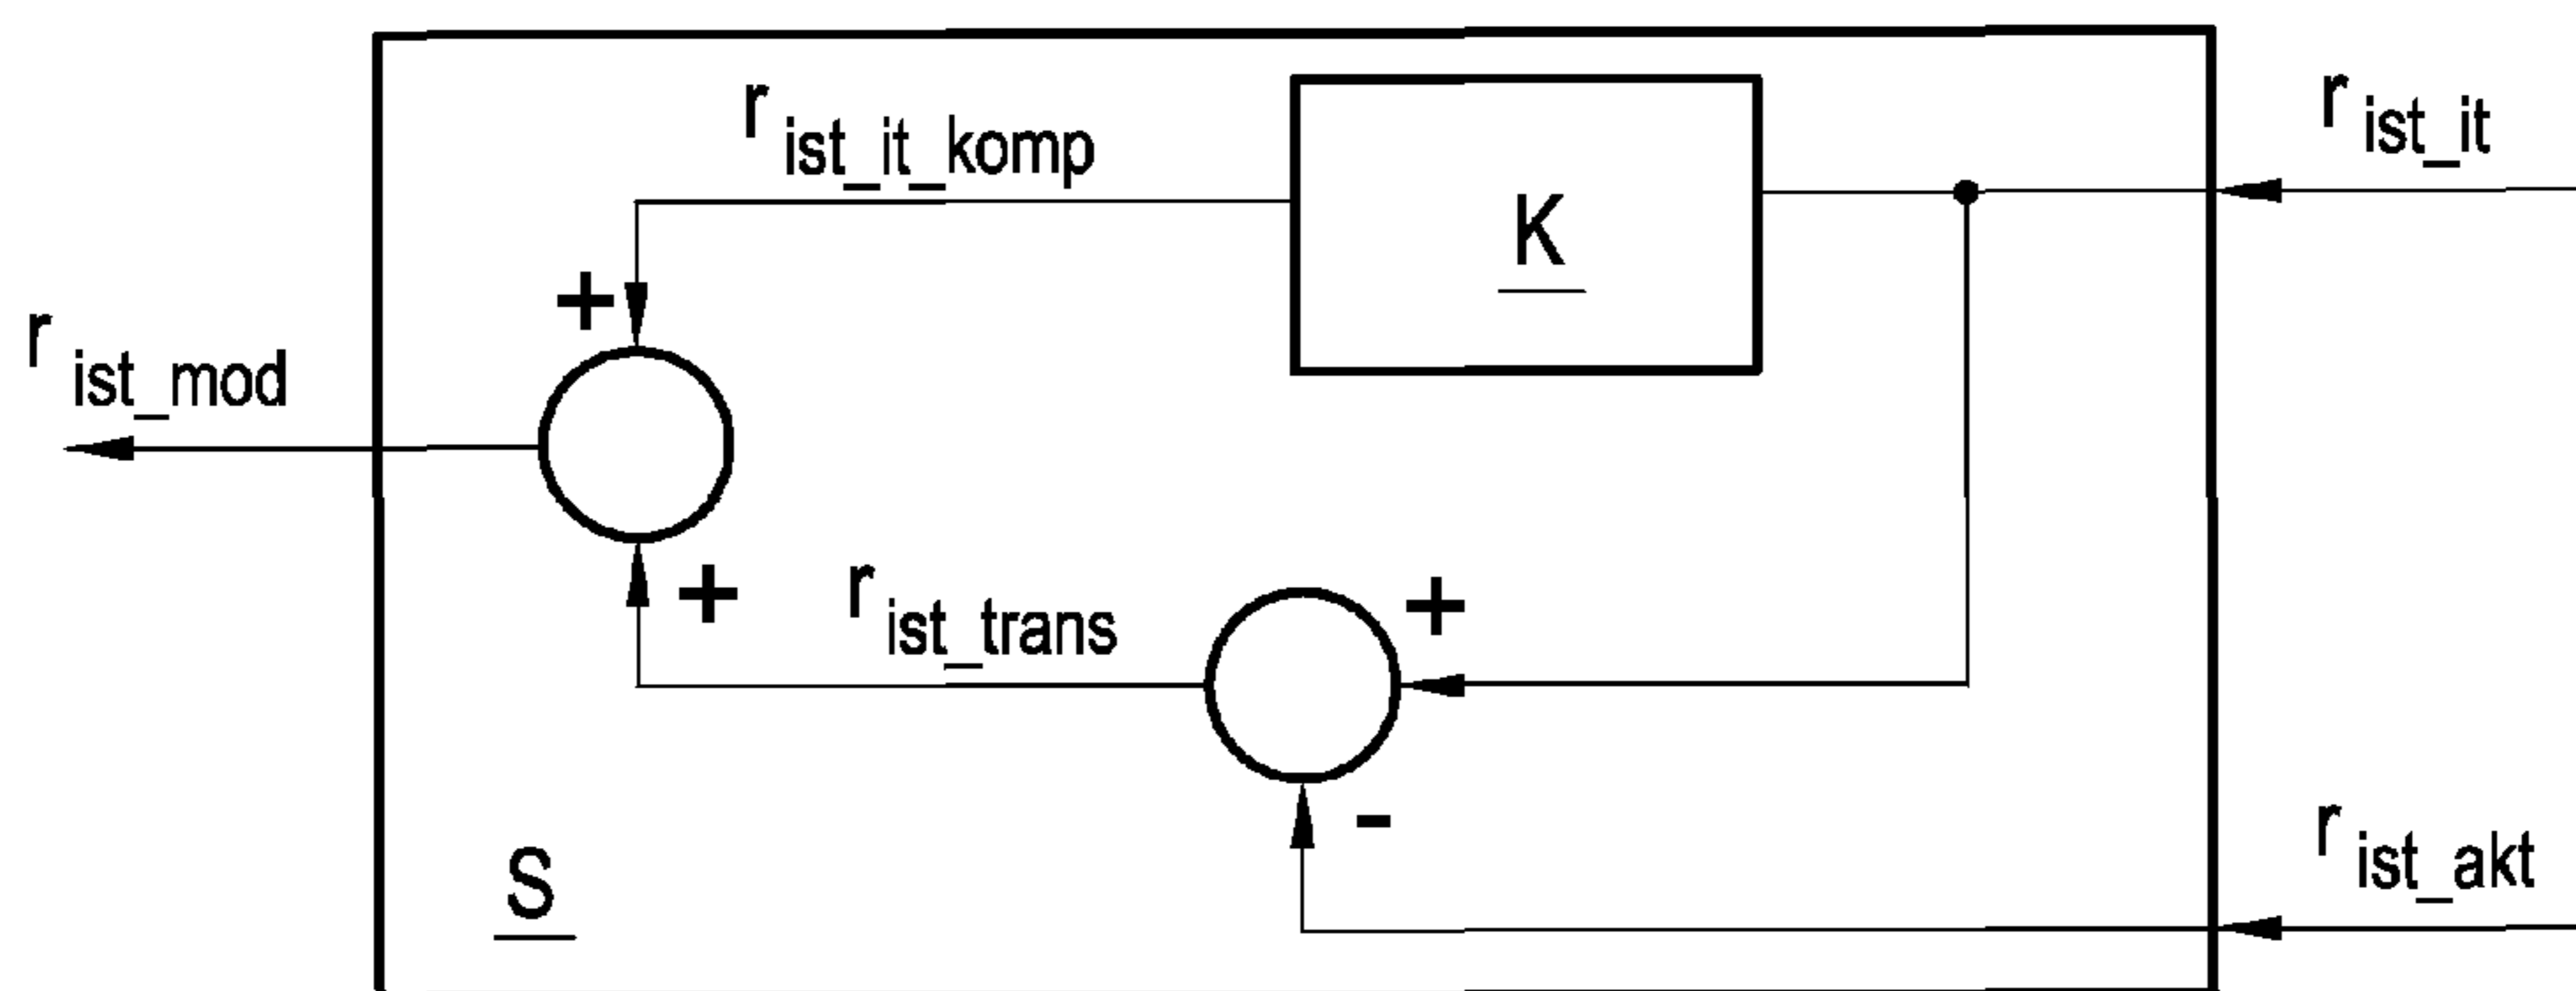 r ist_it_komp
r ist_it
K
+
r ist_mod
+
r ist_trans
+
-
r ist_akt
S